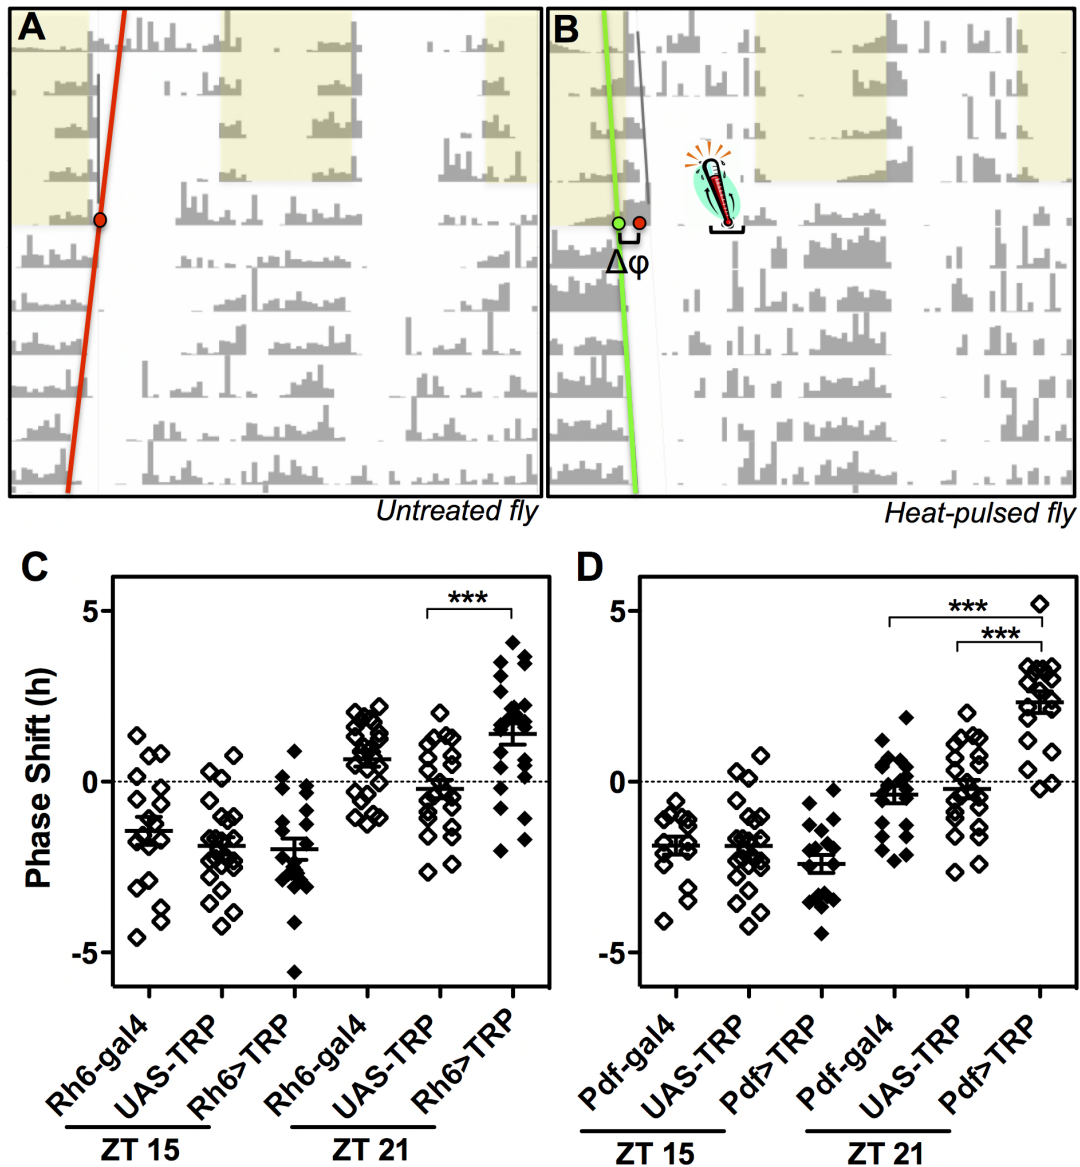 A
B
Δφ
Untreated fly
Heat-pulsed fly
C
D
***
***
***
5
0
-5
Phase Shift (h)
5
0
-5
Rh6-gal4
UAS-TRP
Rh6>TRP
Rh6-gal4
UAS-TRP
Rh6>TRP
Pdf-gal4
UAS-TRP
Pdf>TRP
Pdf-gal4
UAS-TRP
Pdf>TRP
ZT 15
ZT 21
ZT 15
ZT 21